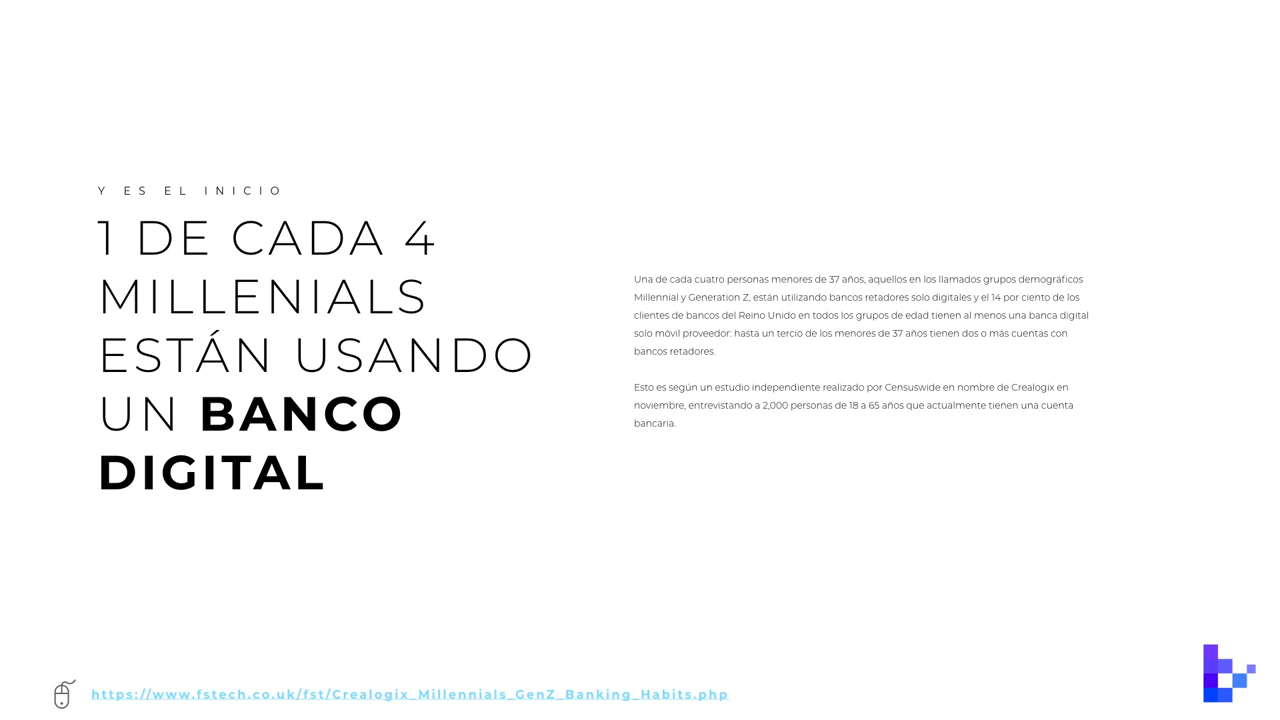 Y ES EL INICIO
1 DE CADA 4
MILLENIALS
ESTÁN USANDO
UN BANCO
DIGITAL
Una de cada cuatro personas menores de 37 años, aquellos en los llamados grupos demográficos
Millennial y Generation Z, están utilizando bancos retadores solo digitales y el 14 por ciento de los
clientes de bancos del Reino Unido en todos los grupos de edad tienen al menos una banca digital
solo móvil proveedor: hasta un tercio de los menores de 37 años tienen dos o más cuentas con
bancos retadores.
Esto es según un estudio independiente realizado por Censuswide en nombre de Crealogix en
noviembre, entrevistando a 2,000 personas de 18 a 65 años que actualmente tienen una cuenta
bancaria.
https://www.fstech.co.uk/fst/Crealogix_Millennials_GenZ_Banking_Habits.php